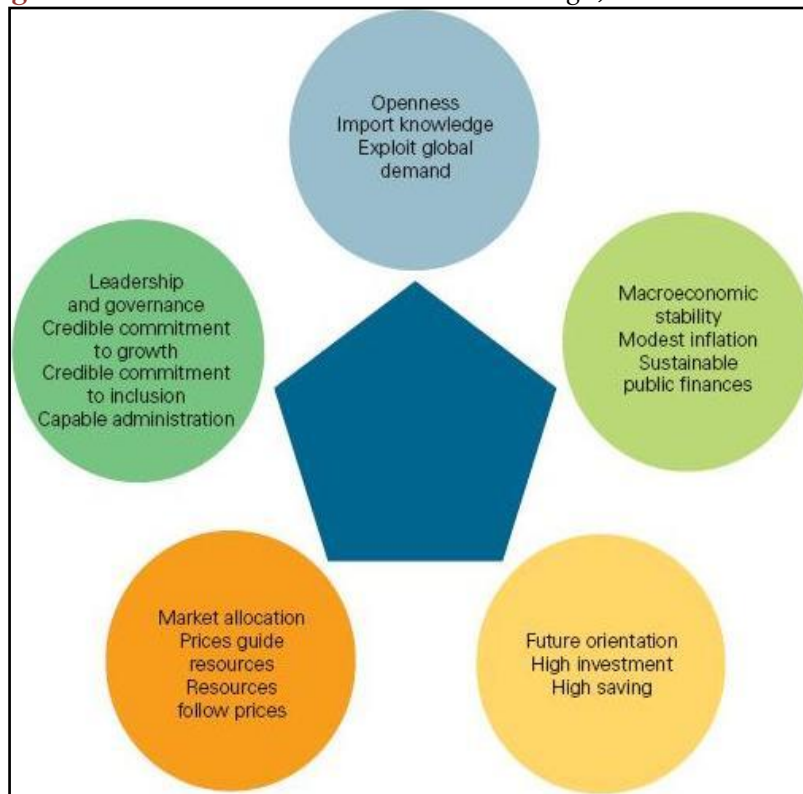 Openness
Import knowledge
Exploit global
demand
Leadership
and governance
Credible commitment
to growth
Credible commitment
to inclusion
Capable administration
Macroeconomic
stability
Modest inflation
Sustainable
public finances
Market allocation
Prices guide
resources
Resources
follow prices
Future orientation
High investment
High saving